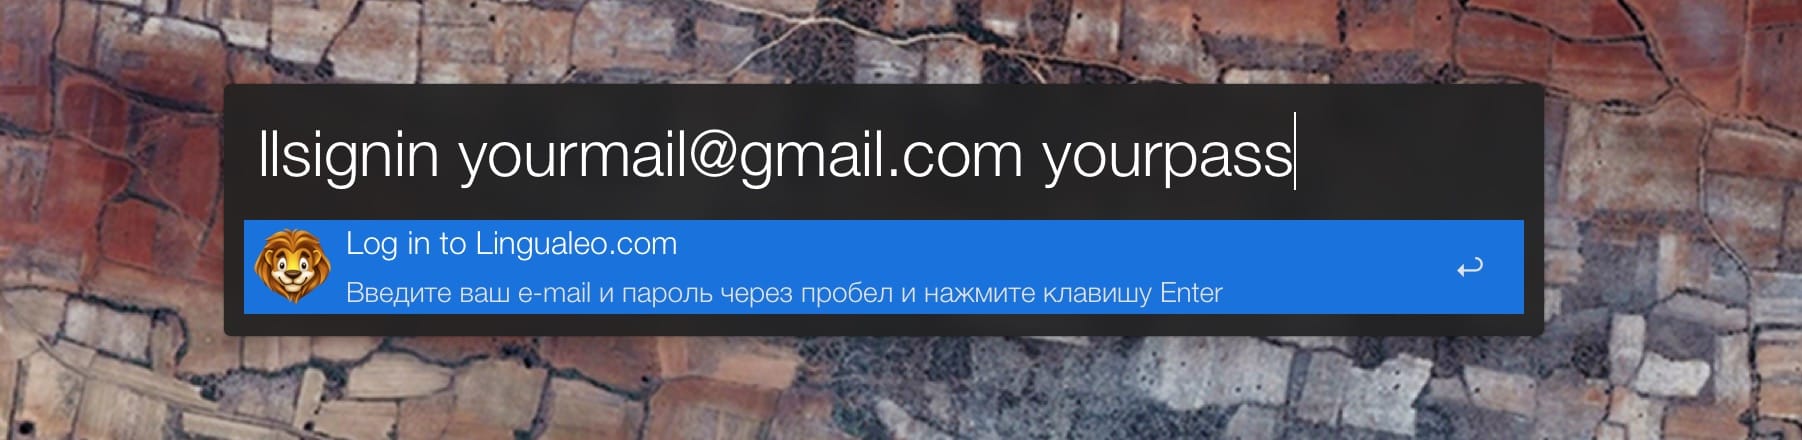 llsignin yourmail@gmail.com yourpass
Log in to Lingualeo.com
Введите ваш e-mail и пароль через пробел и нажмите клавишу Enter